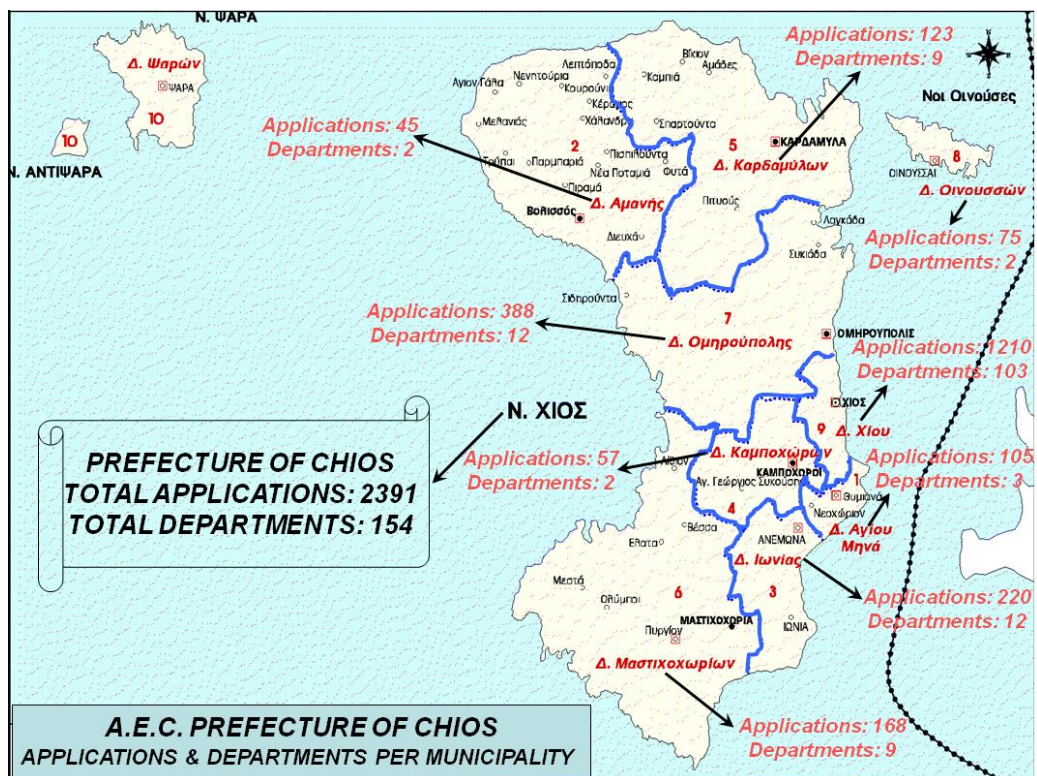 Ν. ΨΑΡΑ
Δ. Ψαρών
ΨΑΡΑ
10
10
Ν. ΑΝΤΙΨΑΡΑ
Applications: 123
Departments: 9
Νοι Οινούσες
8
ΟΙΝΟΥΣΣΑΙ
Δ. Οινουσσών
Applications: 75
Departments: 2
Applications: 45
Departments: 2
Λεπτόποδα
Αγιον Γάλα
Νενητούρια
Κουρούνια
Κέραμος
Χάλανδρα
Μελανιός
2
Τρύπαι
Παρμπαριά
Πισπιλούντα
Νέα Ποταμιά
Φυτά
Πιραμά
Δ. Αμανής
Βολισσός
Διευχά
Βίκιον
Καμπιά
Αμάδες
Σπαρτούντα
5
ΚΑΡΔΑΜΥΛΑ
Δ. Καρδαμύλων
Πιτυούς
Λαγκάδα
Συκιάδα
Σιδηρούντα
Applications: 388
Departments: 12
7
ΟΜΗΡΟΥΠΟΛΙΣ
Δ. Ομηρούπολης
Applications: 1210
Departments: 103
ΧΙΟΣ
9
Δ. Χίου
Ν. ΧΙΟΣ
PREFECTURE OF CHIOS
TOTAL APPLICATIONS: 2391
TOTAL DEPARTMENTS: 154
Applications: 57
Departments: 2
Δ. Καμποχώρων
ΚΑΜΠΟΧΩΡΟΙ
Αγ. Γεώργιος Συκούσης
4
Applications: 105
Departments: 3
1
Θυμιανά
Νεοχώριον
Δ. Αγίου
Μηνά
Βέσσα
Ελατα
ΑΝΕΜΩΝΑ
Δ. Ιωνίας
3
Applications: 220
Departments: 12
Μεστά
Ολύμποι
6
ΜΑΣΤΙΧΟΧΩΡΙΑ
Πυργίον
ΙΩΝΙΑ
Δ. Μαστιχοχωρίων
Applications: 168
Departments: 9
A.E.C. PREFECTURE OF CHIOS
APPLICATIONS & DEPARTMENTS PER MUNICIPALITY